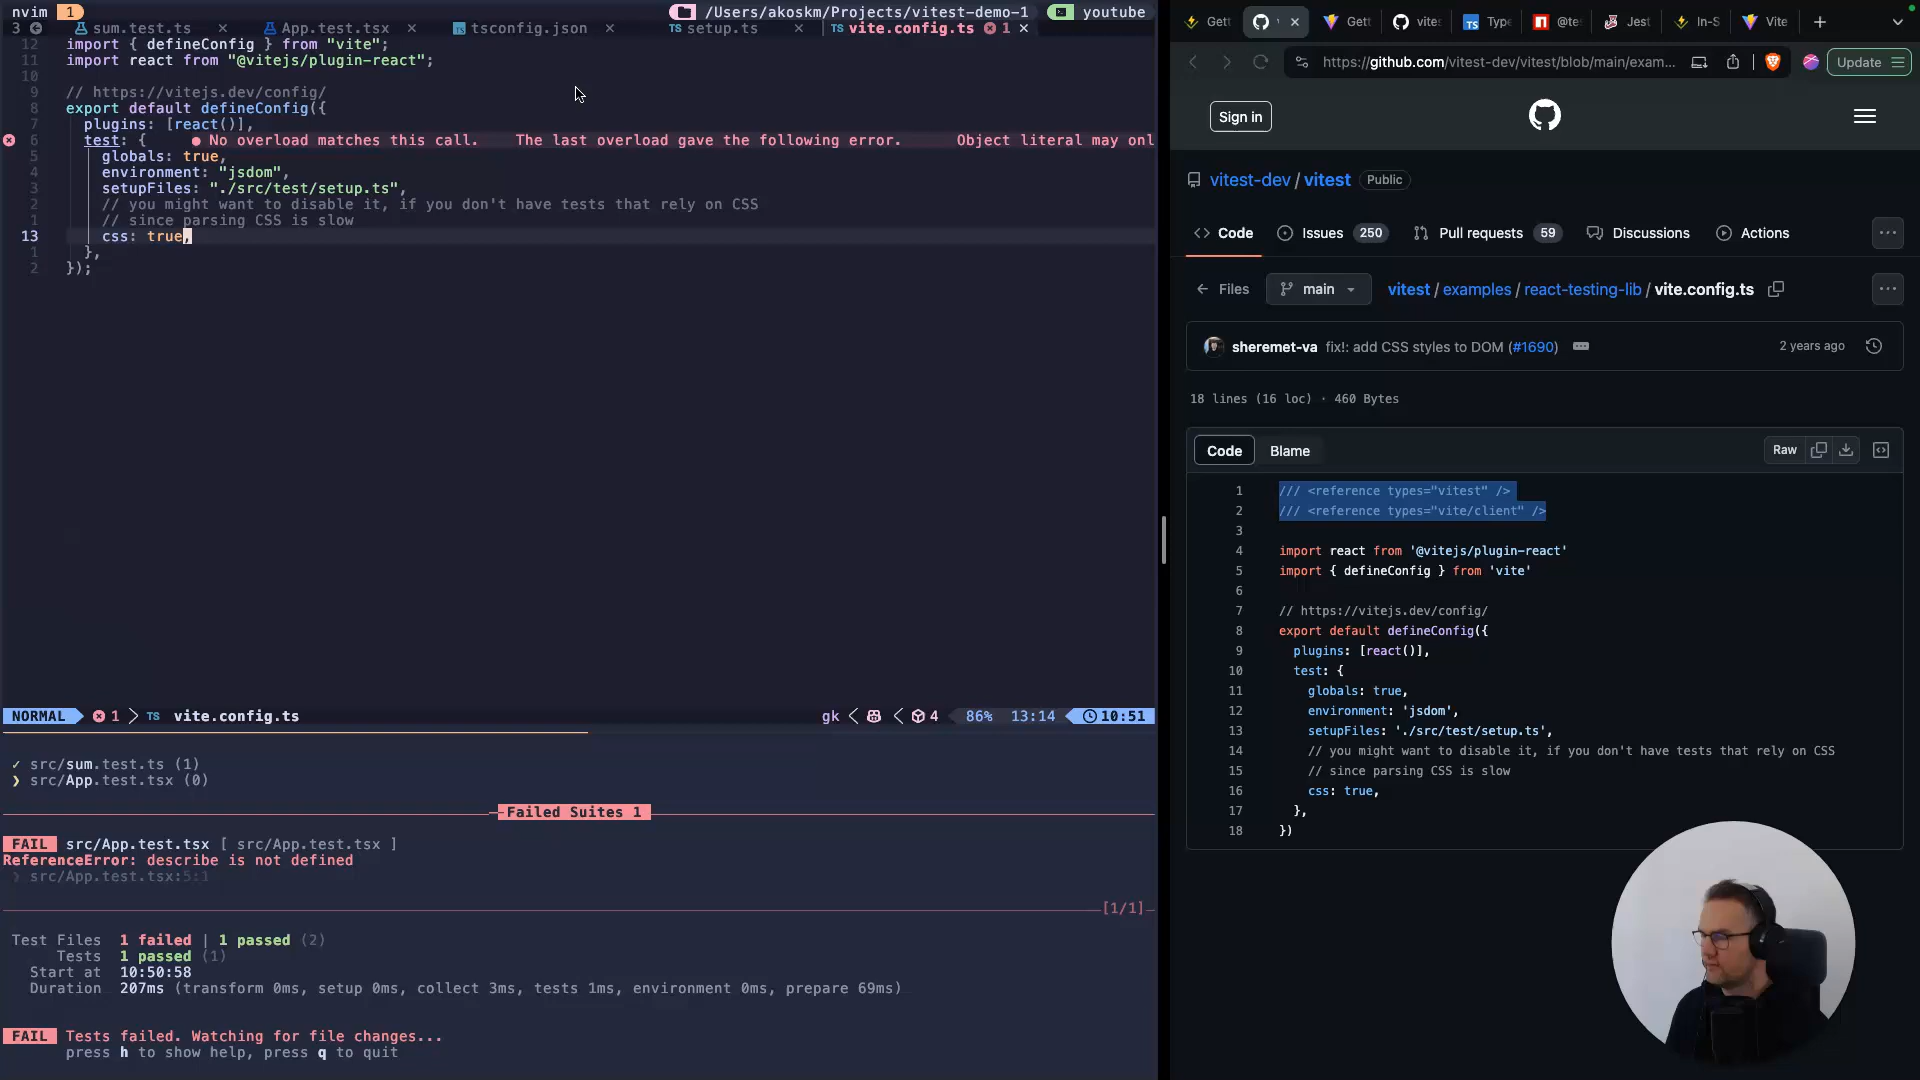 nvim 1 /Users/akoskm/Projects/vitest-demo-1 youtube
3 sum.test.ts App.test.tsx tsconfig.json setup.ts vite.config.ts 1
12 import { defineConfig } from "vite";
11 import react from "@vitejs/plugin-react";
10
9 // https://vitejs.dev/config/
8 export default defineConfig({
7 plugins: [react()],
6 test: { ● No overload matches this call. The last overload gave the following error. Object literal may onl
5 globals: true,
4 environment: "jsdom",
3 setupFiles: "./src/test/setup.ts",
2 // you might want to disable it, if you don't have tests that rely on CSS
1 // since parsing CSS is slow
13 css: true,
1 },
2 });
NORMAL 1 TS vite.config.ts gk 4 86% 13:14 10:51
✓ src/sum.test.ts (1)
❯ src/App.test.tsx (0)
Failed Suites 1
FAIL src/App.test.tsx [ src/App.test.tsx ]
ReferenceError: describe is not defined
❯ src/App.test.tsx:5:1
[1/1]
Test Files 1 failed | 1 passed (2)
Tests 1 passed (1)
Start at 10:50:58
Duration 207ms (transform 0ms, setup 0ms, collect 3ms, tests 1ms, environment 0ms, prepare 69ms)
FAIL Tests failed. Watching for file changes...
press h to show help, press q to quit
Gett Gett vites Type @te Jest In-S Vite
https://github.com/vitest-dev/vitest/blob/main/exam... Update
Sign in
vitest-dev / vitest Public
Code Issues 250 Pull requests 59 Discussions Actions
Files main vitest / examples / react-testing-lib / vite.config.ts
sheremet-va fix!: add CSS styles to DOM (#1690) 2 years ago
18 lines (16 loc) · 460 Bytes
Code Blame Raw
1 /// <reference types="vitest" />
2 /// <reference types="vite/client" />
3
4 import react from '@vitejs/plugin-react'
5 import { defineConfig } from 'vite'
6
7 // https://vitejs.dev/config/
8 export default defineConfig({
9 plugins: [react()],
10 test: {
11 globals: true,
12 environment: 'jsdom',
13 setupFiles: './src/test/setup.ts',
14 // you might want to disable it, if you don't have tests that rely on CSS
15 // since parsing CSS is slow
16 css: true,
17 },
18 })